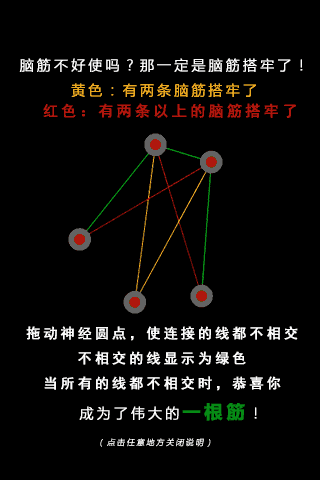 脑筋不好使吗？那一定是脑筋搭牢了！
黄色：有两条脑筋搭牢了
红色：有两条以上的脑筋搭牢了
拖动神经圆点，使连接的线都不相交
不相交的线显示为绿色
当所有的线都不相交时，恭喜你
成为了伟大的一根筋！
（点击任意地方关闭说明）